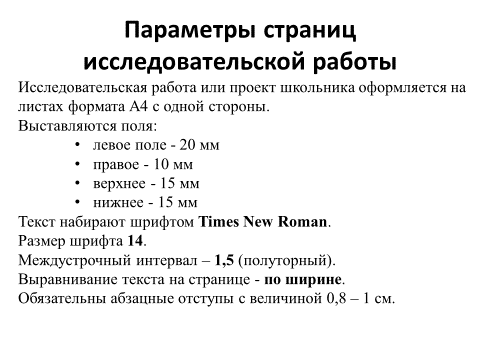 Параметры страниц
исследовательской работы
Исследовательская работа или проект школьника оформляется на
листах формата А4 с одной стороны.
Выставляются поля:
• левое поле - 20 мм
• правое - 10 мм
• верхнее - 15 мм
• нижнее - 15 мм
Текст набирают шрифтом Times New Roman.
Размер шрифта 14.
Междустрочный интервал – 1,5 (полуторный).
Выравнивание текста на странице - по ширине.
Обязательны абзацные отступы с величиной 0,8 – 1 см.